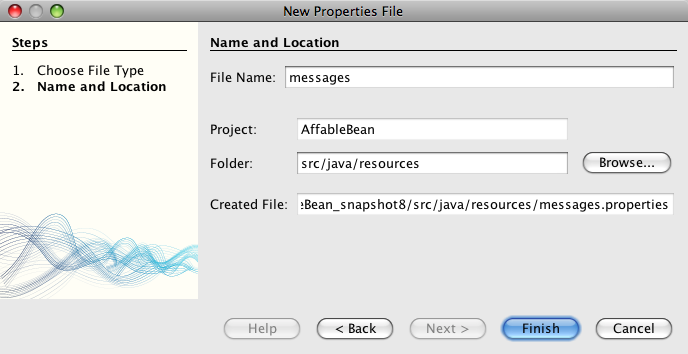 New Properties File
Steps
1. Choose File Type
2. Name and Location
Name and Location
File Name: messages
Project: AffableBean
Folder: src/java/resources Browse...
Created File: eBean_snapshot8/src/java/resources/messages.properties
Help < Back Next > Finish Cancel